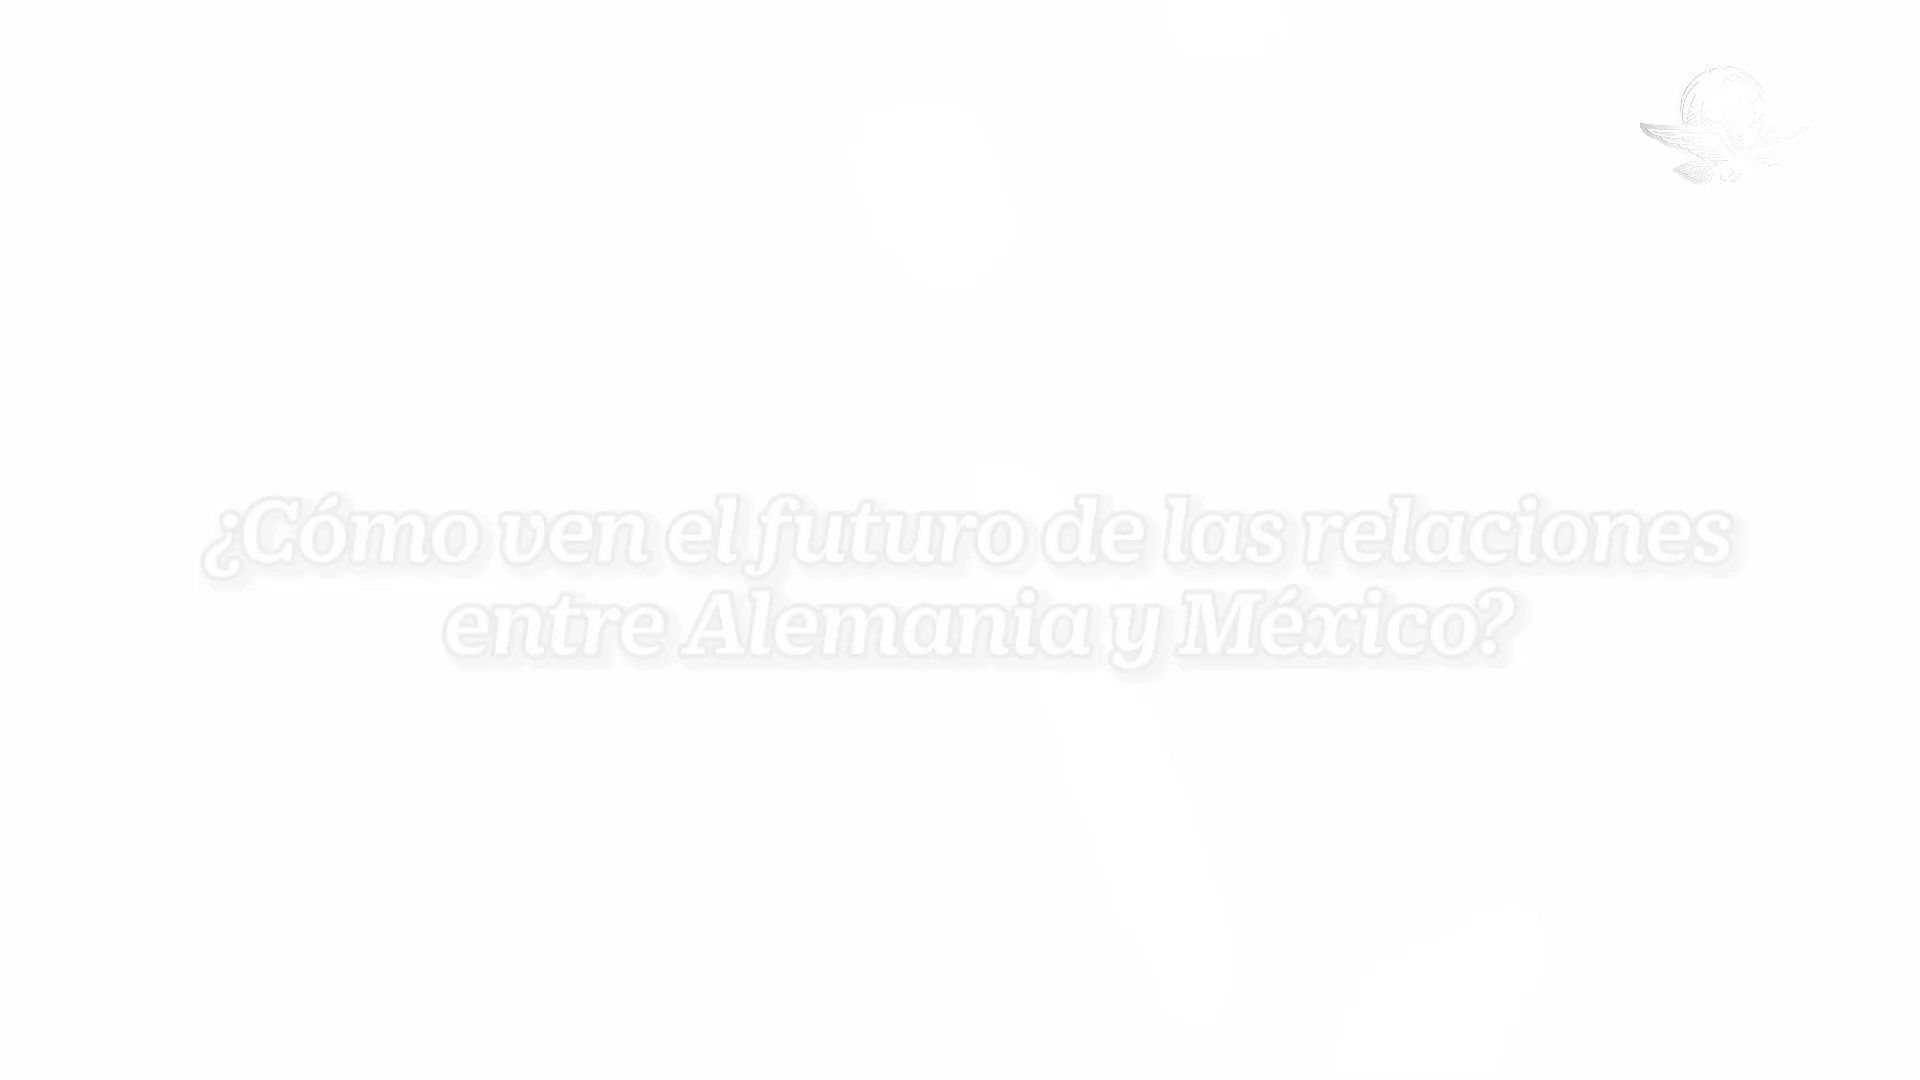 ¿Cómo ven el futuro de las relaciones
entre Alemania y México?